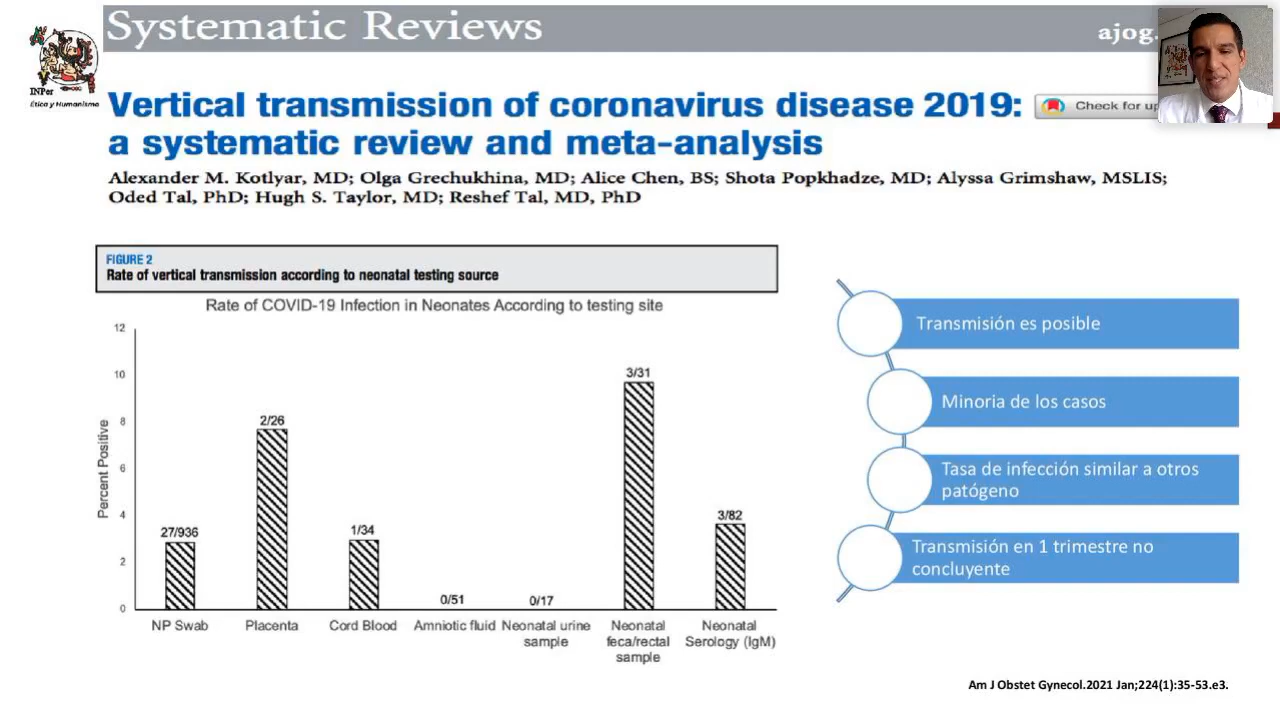 Systematic Reviews
ajog.
INPer
Ética y Humanismo
Vertical transmission of coronavirus disease 2019:
Check for up
a systematic review and meta-analysis
Alexander M. Kotlyar, MD; Olga Grechukhina, MD; Alice Chen, BS; Shota Popkhadze, MD; Alyssa Grimshaw, MSLIS;
Oded Tal, PhD; Hugh S. Taylor, MD; Reshef Tal, MD, PhD
FIGURE 2
Rate of vertical transmission according to neonatal testing source
Rate of COVID-19 Infection in Neonates According to testing site
Percent Positive
12
10
8
6
4
2
0
27/936
2/26
1/34
0/51
0/17
3/31
3/82
NP Swab
Placenta
Cord Blood
Amniotic fluid
Neonatal urine
sample
Neonatal
feca/rectal
sample
Neonatal
Serology (IgM)
Transmisión es posible
Minoria de los casos
Tasa de infección similar a otros
patógeno
Transmisión en 1 trimestre no
concluyente
Am J Obstet Gynecol.2021 Jan;224(1):35-53.e3.